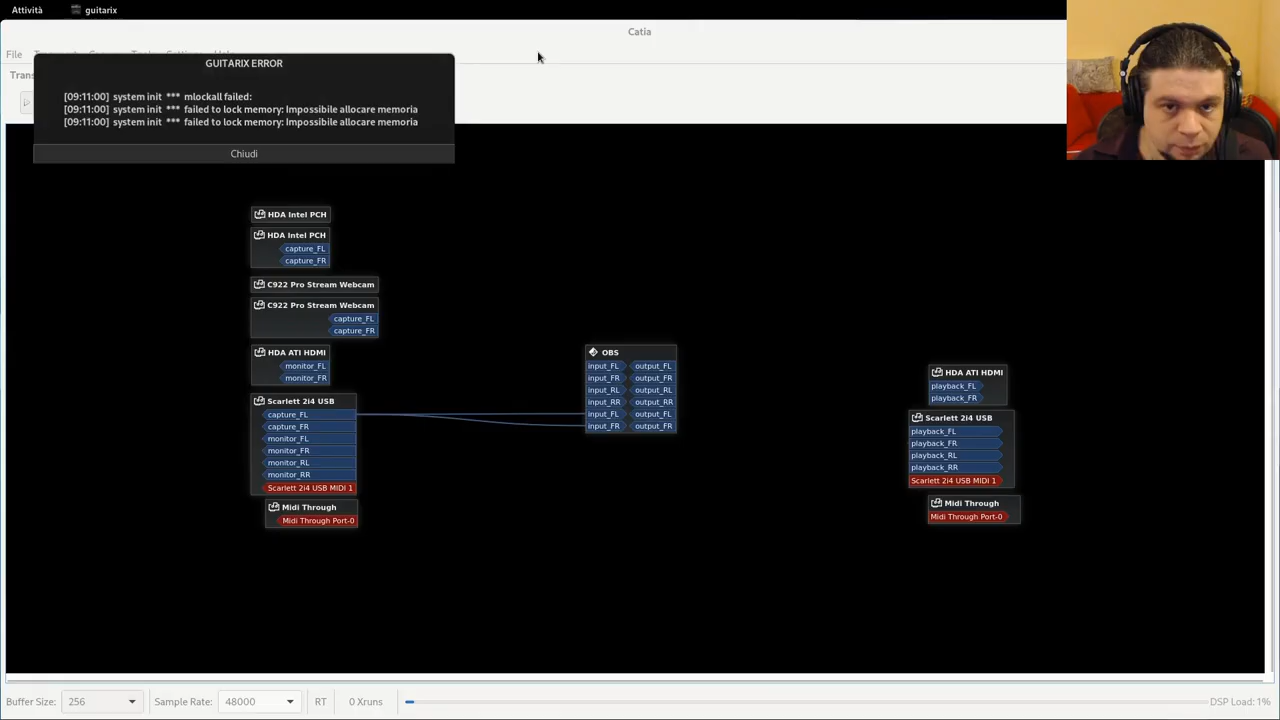 Attività
guitarix
Catia
File
GUITARIX ERROR
[09:11:00] system init *** mlockall failed:
[09:11:00] system init *** failed to lock memory: Impossibile allocare memoria
[09:11:00] system init *** failed to lock memory: Impossibile allocare memoria
Chiudi
HDA Intel PCH
HDA Intel PCH
capture_FL
capture_FR
C922 Pro Stream Webcam
C922 Pro Stream Webcam
capture_FL
capture_FR
HDA ATI HDMI
monitor_FL
monitor_FR
Scarlett 2i4 USB
capture_FL
capture_FR
monitor_FL
monitor_FR
monitor_RL
monitor_RR
Scarlett 2i4 USB MIDI 1
Midi Through
Midi Through Port-0
OBS
input_FL output_FL
input_FR output_FR
input_RL output_RL
input_RR output_RR
input_FL output_FL
input_FR output_FR
HDA ATI HDMI
playback_FL
playback_FR
Scarlett 2i4 USB
playback_FL
playback_FR
playback_RL
playback_RR
Scarlett 2i4 USB MIDI 1
Midi Through
Midi Through Port-0
Buffer Size: 256 Sample Rate: 48000 RT 0 Xruns DSP Load: 1%